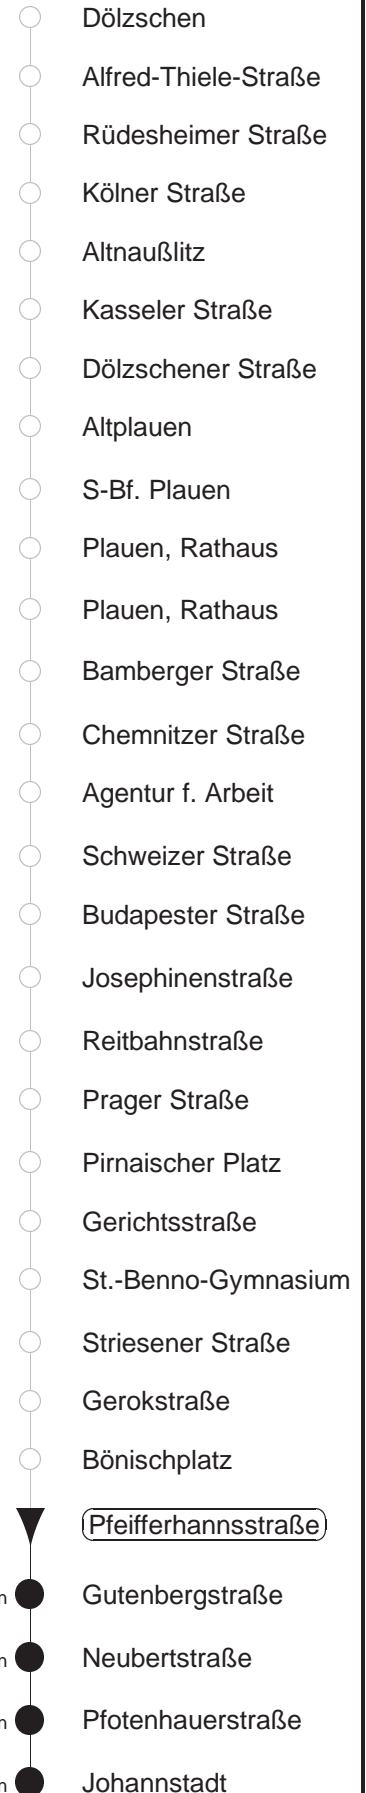 Dölzschen
Alfred-Thiele-Straße
Rüdesheimer Straße
Kölner Straße
Altnaußlitz
Kasseler Straße
Dölzschener Straße
Altplauen
S-Bf. Plauen
Plauen, Rathaus
Plauen, Rathaus
Bamberger Straße
Chemnitzer Straße
Agentur f. Arbeit
Schweizer Straße
Budapester Straße
Josephinenstraße
Reitbahnstraße
Prager Straße
Pirnaischer Platz
Gerichtsstraße
St.-Benno-Gymnasium
Striesener Straße
Gerokstraße
Bönischplatz
Pfeifferhannsstraße
Gutenbergstraße
Neubertstraße
Pfotenhauerstraße
Johannstadt